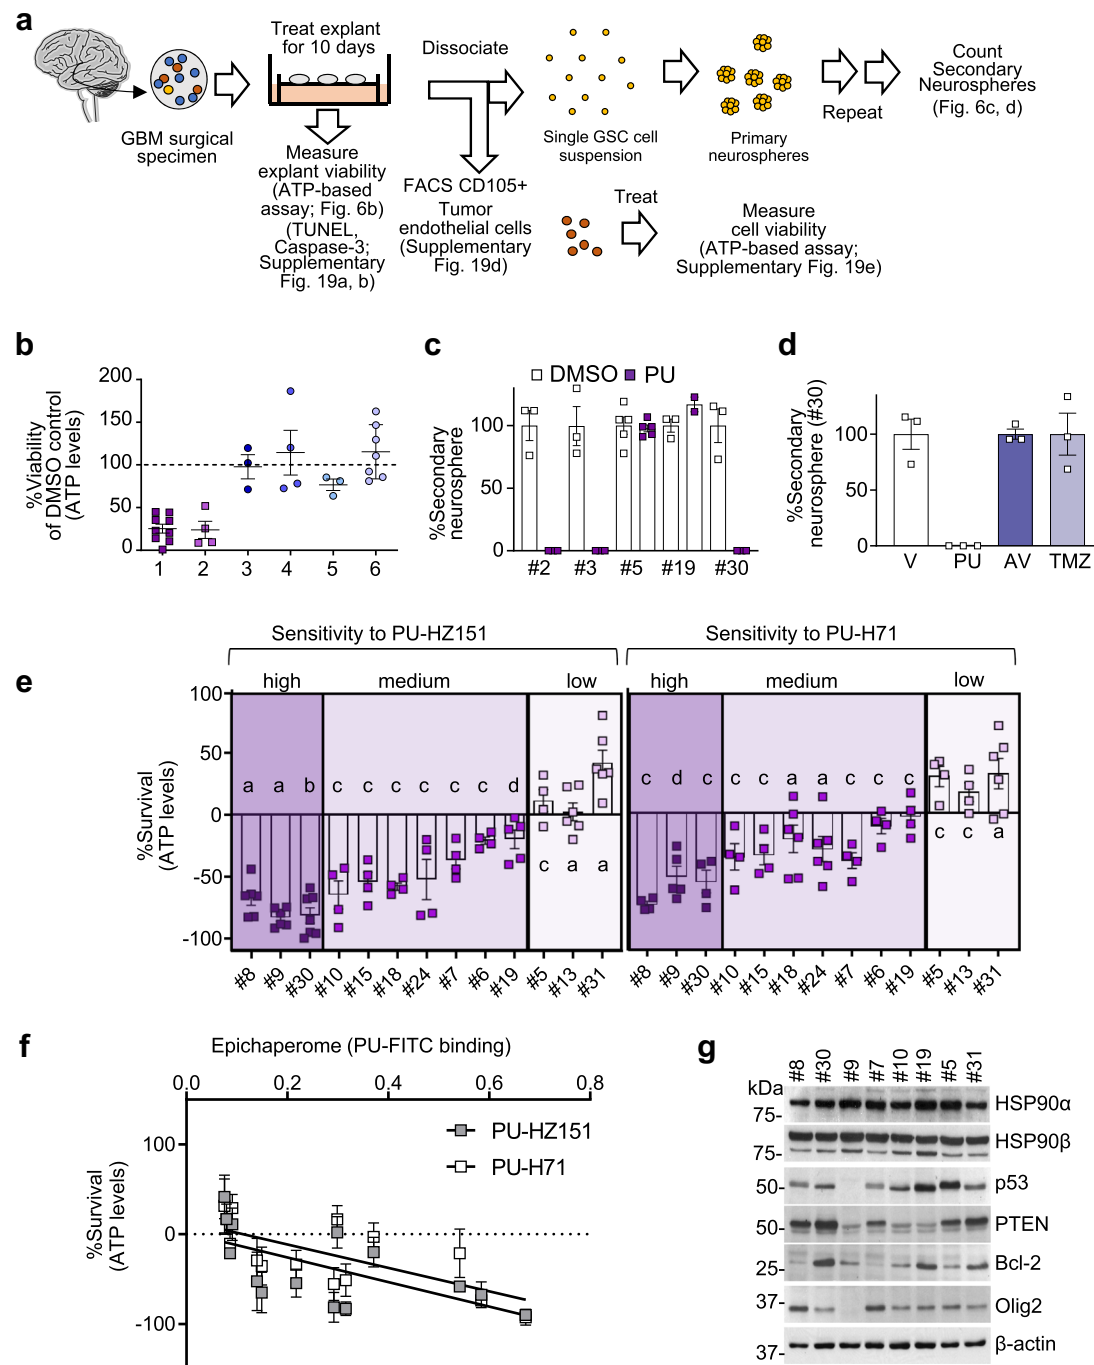 a
Treat explant
for 10 days
Dissociate
GBM surgical
specimen
Measure
explant viability
(ATP-based
assay; Fig. 6b)
(TUNEL,
Caspase-3;
Supplementary
Fig. 19a, b)
FACS CD105+
Tumor
endothelial cells
(Supplementary
Fig. 19d)
Single GSC cell
suspension
Primary
neurospheres
Repeat
Count
Secondary
Neurospheres
(Fig. 6c, d)
Treat
Measure
cell viability
(ATP-based assay;
Supplementary Fig. 19e)
b
%Viability
of DMSO control
(ATP levels)
200
150
100
50
0
1 2 3 4 5 6
c
DMSO PU
%Secondary
neurosphere
100
50
0
#2 #3 #5 #19 #30
d
%Secondary
neurosphere (#30)
100
50
0
V PU AV TMZ
e
Sensitivity to PU-HZ151
Sensitivity to PU-H71
high medium low
high medium low
%Survival
(ATP levels)
100
50
0
-50
-100
a a b c c c c c c d
c a a
c d c c c a a c c c
c c a
#8 #9 #30 #10 #15 #18 #24 #7 #6 #19 #5 #13 #31
#8 #9 #30 #10 #15 #18 #24 #7 #6 #19 #5 #13 #31
f
Epichaperome (PU-FITC binding)
0.0 0.2 0.4 0.6 0.8
%Survival
(ATP levels)
100
0
-100
PU-HZ151
PU-H71
g
#8 #30 #9 #7 #10 #19 #5 #31
kDa
75- HSP90α
75- HSP90β
50- p53
50- PTEN
25- Bcl-2
37- Olig2
37- β-actin